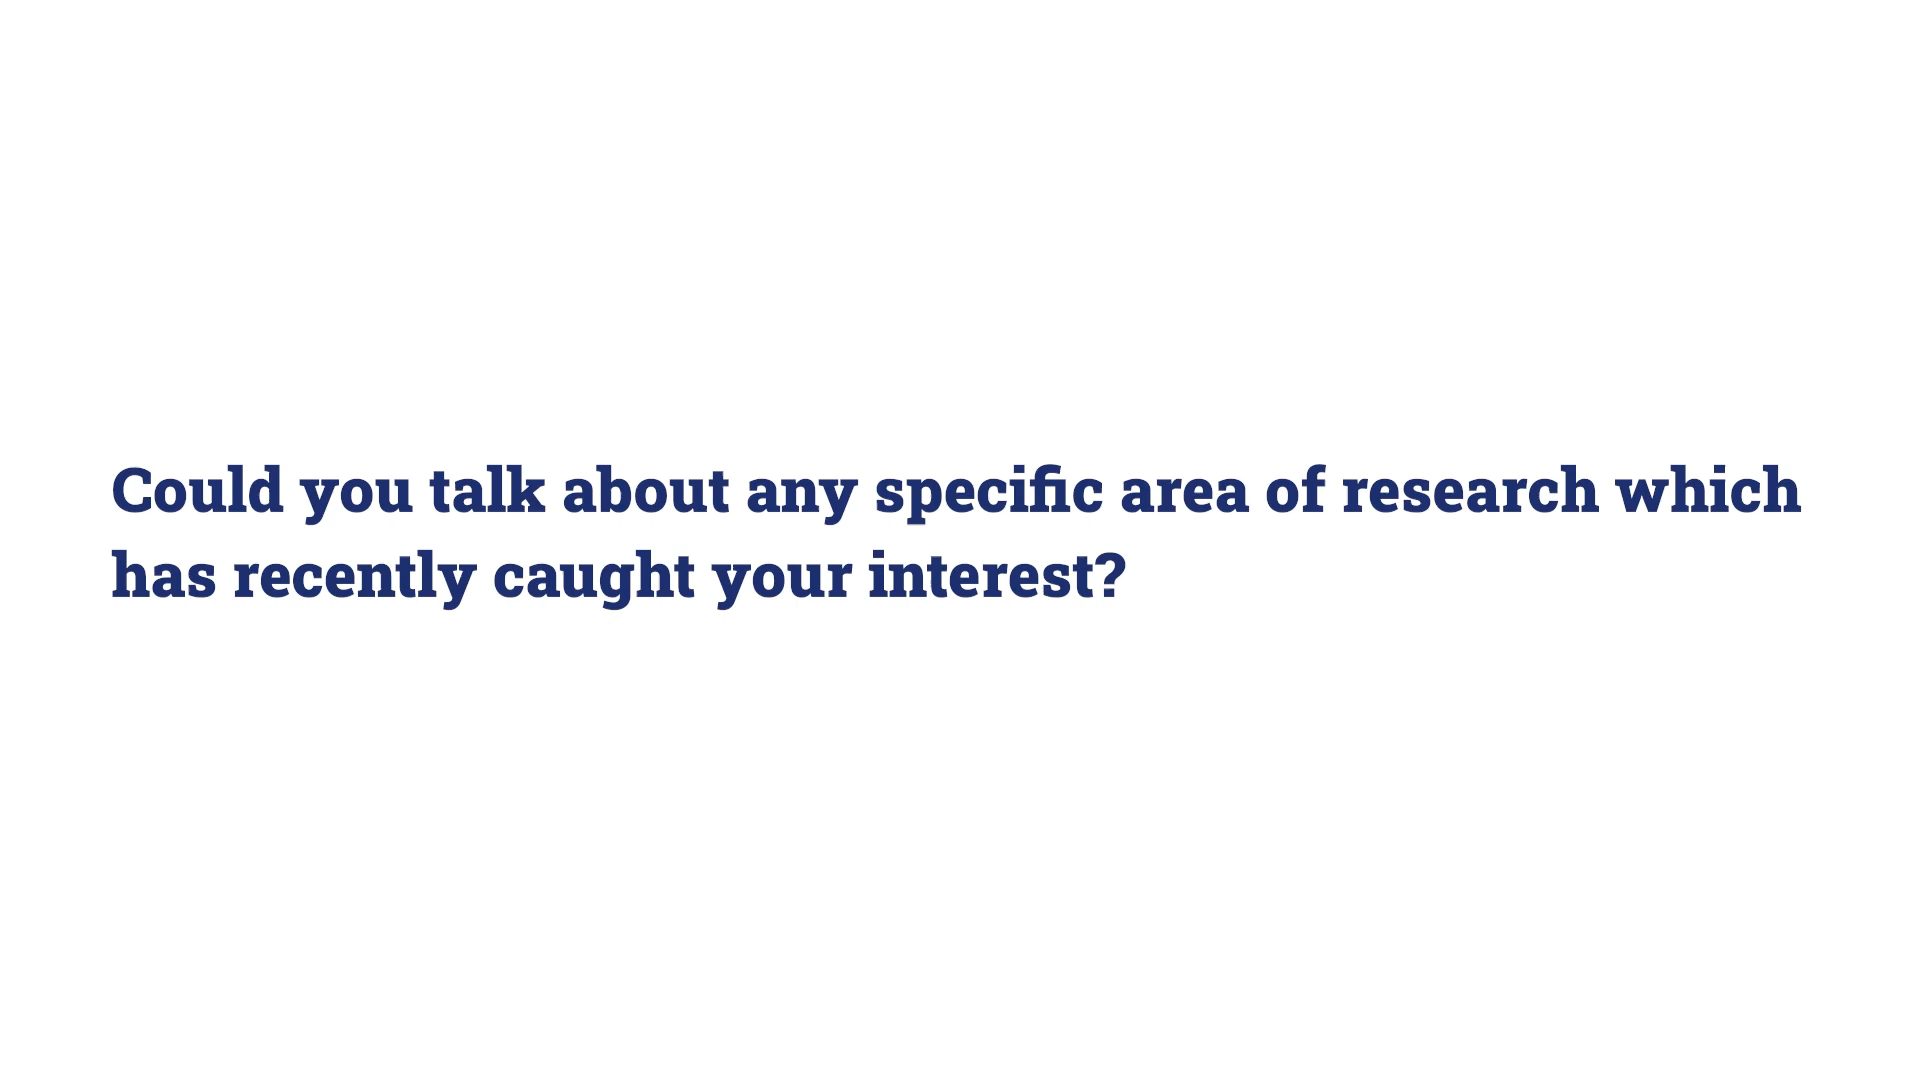 Could you talk about any specific area of research which
has recently caught your interest?